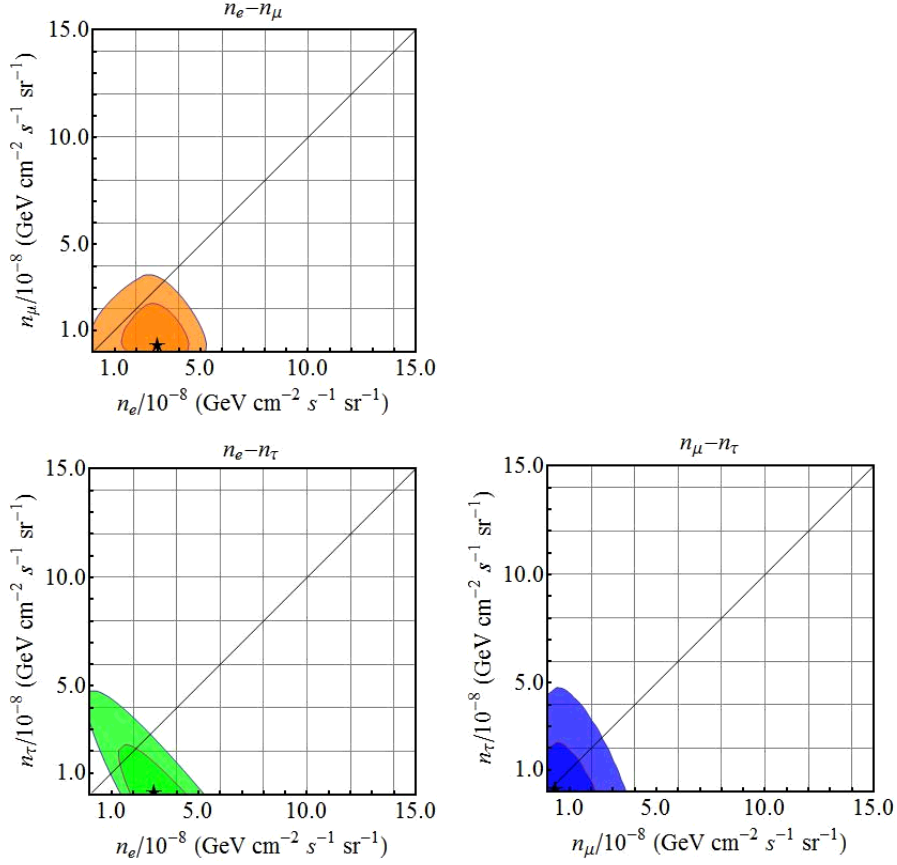 n_e−n_μ
15.0
10.0
5.0
1.0
n_μ/10⁻⁸ (GeV cm⁻² s⁻¹ sr⁻¹)
1.0 5.0 10.0 15.0
n_e/10⁻⁸ (GeV cm⁻² s⁻¹ sr⁻¹)
n_e−n_τ
15.0
10.0
5.0
1.0
n_τ/10⁻⁸ (GeV cm⁻² s⁻¹ sr⁻¹)
1.0 5.0 10.0 15.0
n_e/10⁻⁸ (GeV cm⁻² s⁻¹ sr⁻¹)
n_μ−n_τ
15.0
10.0
5.0
1.0
n_τ/10⁻⁸ (GeV cm⁻² s⁻¹ sr⁻¹)
1.0 5.0 10.0 15.0
n_μ/10⁻⁸ (GeV cm⁻² s⁻¹ sr⁻¹)